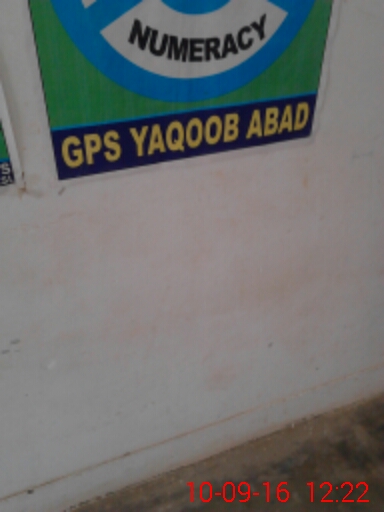 NUMERACY
GPS YAQOOB ABAD
10-09-16 12:22